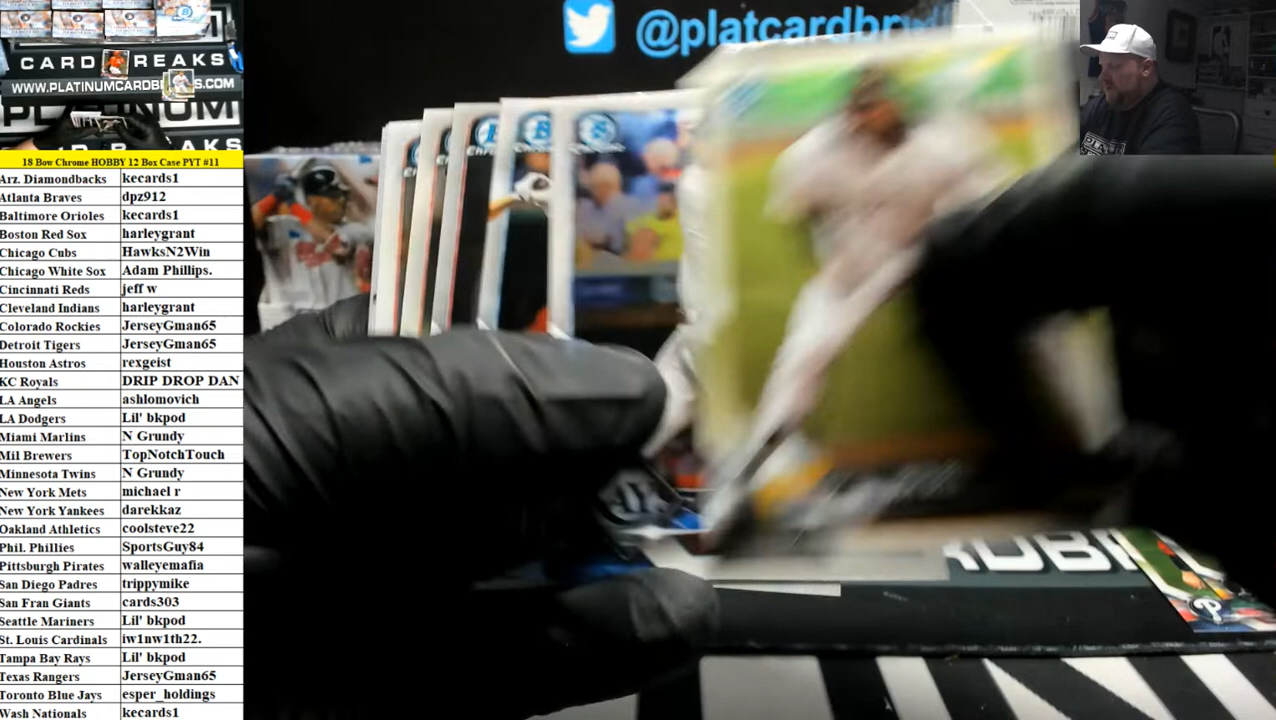 @platcardbr
CARD REAKS
WWW.PLATINUMCARDB S.COM
18 Bow Chrome HOBBY 12 Box Case PYT #11
Arz. Diamondbacks kecards1
Atlanta Braves dpz912
Baltimore Orioles kecards1
Boston Red Sox harleygrant
Chicago Cubs HawksN2Win
Chicago White Sox Adam Phillips.
Cincinnati Reds jeff w
Cleveland Indians harleygrant
Colorado Rockies JerseyGman65
Detroit Tigers JerseyGman65
Houston Astros rexgeist
KC Royals DRIP DROP DAN
LA Angels ashlomovich
LA Dodgers Lil' bkpod
Miami Marlins N Grundy
Mil Brewers TopNotchTouch
Minnesota Twins N Grundy
New York Mets michael r
New York Yankees darekkaz
Oakland Athletics coolsteve22
Phil. Phillies SportsGuy84
Pittsburgh Pirates walleyemafia
San Diego Padres trippymike
San Fran Giants cards303
Seattle Mariners Lil' bkpod
St. Louis Cardinals iw1nw1th22.
Tampa Bay Rays Lil' bkpod
Texas Rangers JerseyGman65
Toronto Blue Jays esper_holdings
Wash Nationals kecards1